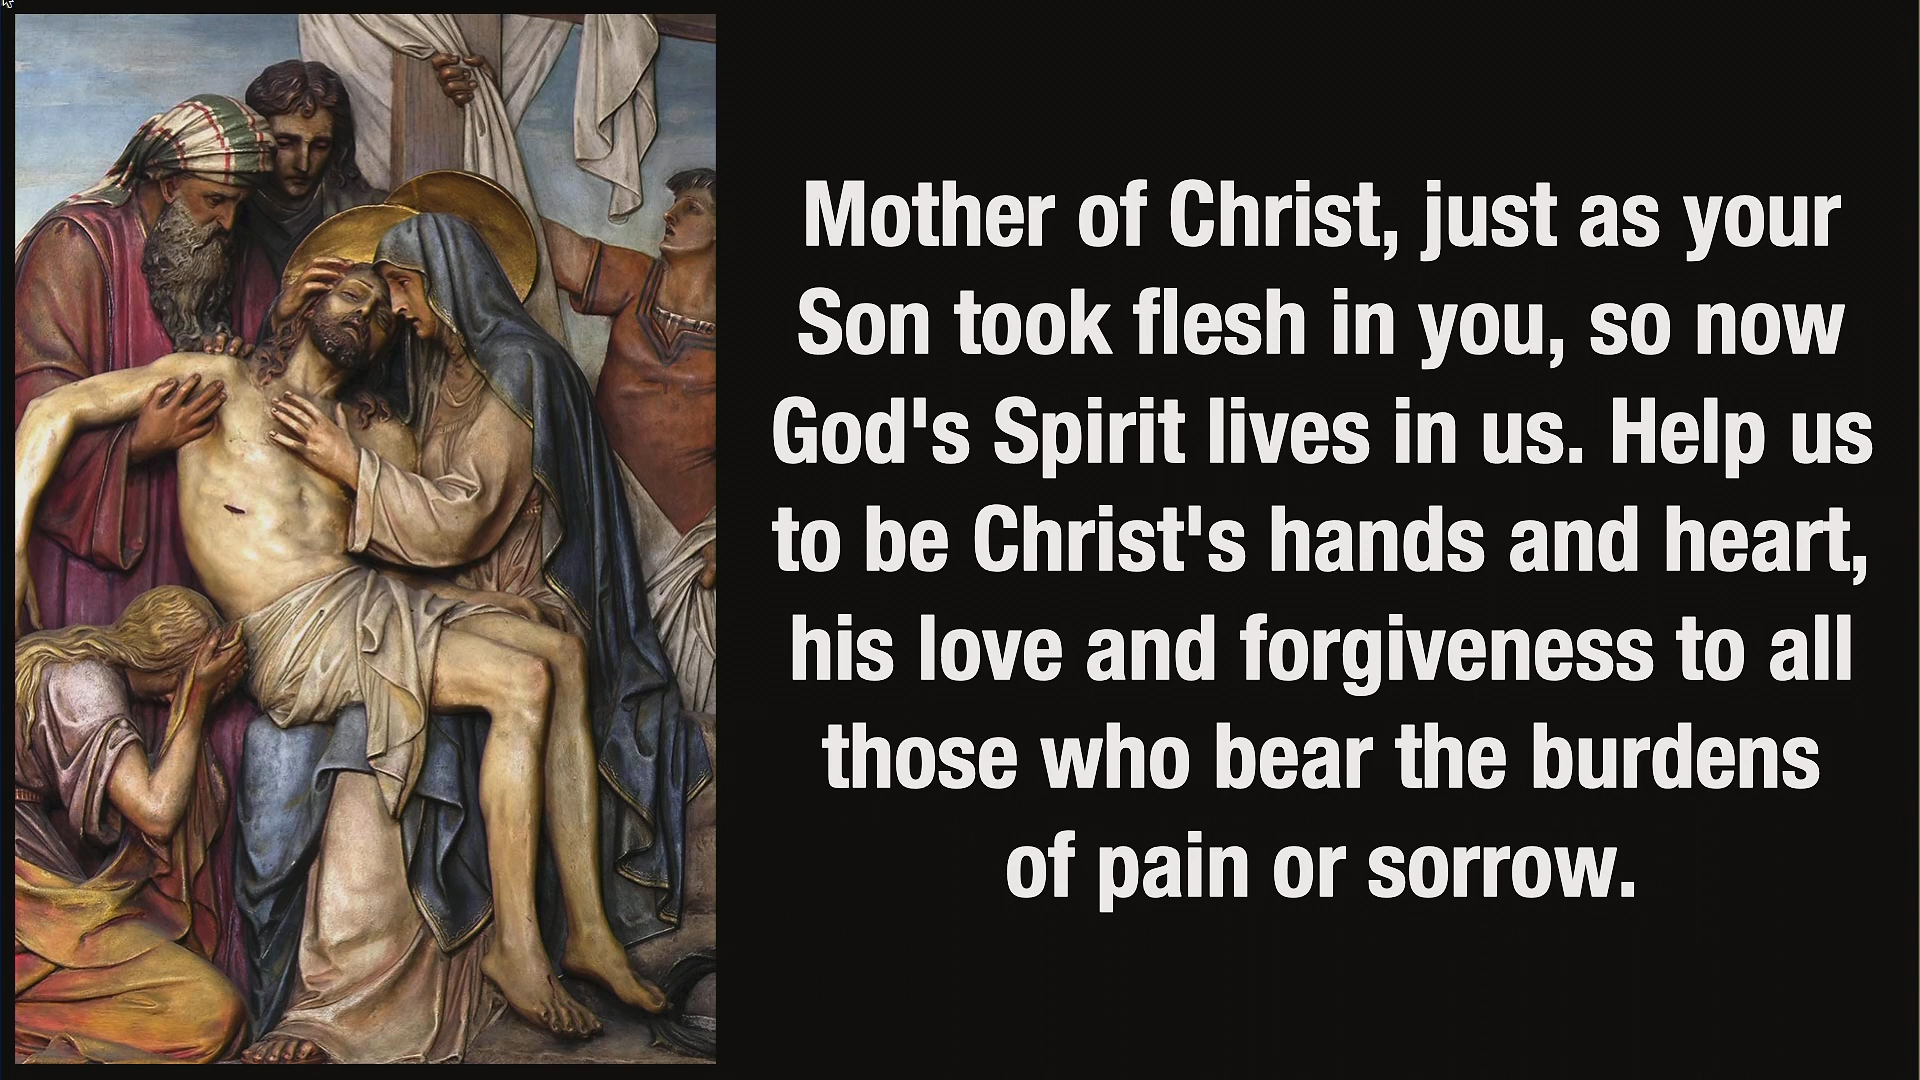 Mother of Christ, just as your
Son took flesh in you, so now
God's Spirit lives in us. Help us
to be Christ's hands and heart,
his love and forgiveness to all
those who bear the burdens
of pain or sorrow.